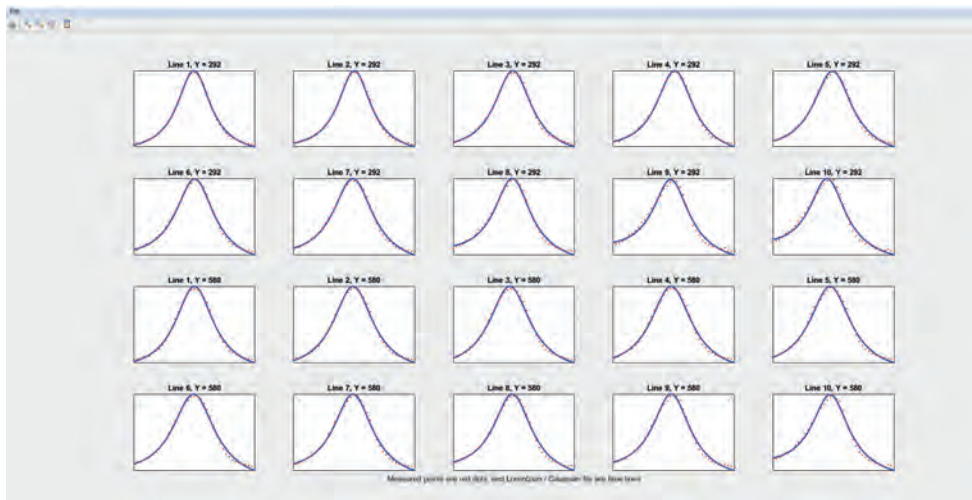 File
Line 1, Y = 292
Line 2, Y = 292
Line 3, Y = 292
Line 4, Y = 292
Line 5, Y = 292
Line 6, Y = 292
Line 7, Y = 292
Line 8, Y = 292
Line 9, Y = 292
Line 10, Y = 292
Line 1, Y = 580
Line 2, Y = 580
Line 3, Y = 580
Line 4, Y = 580
Line 5, Y = 580
Line 6, Y = 580
Line 7, Y = 580
Line 8, Y = 580
Line 9, Y = 580
Line 10, Y = 580
Measured points are red dots, best Lorentzian / Gaussian fits are blue lines